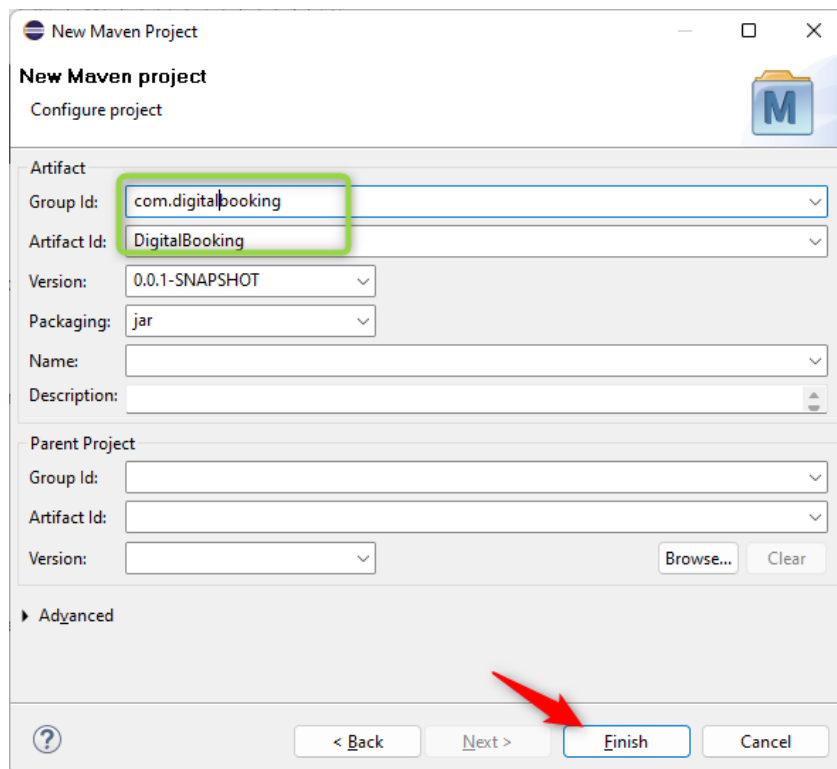 New Maven Project
New Maven project
Configure project
M
Artifact
Group Id: com.digitalbooking
Artifact Id: DigitalBooking
Version: 0.0.1-SNAPSHOT
Packaging: jar
Name:
Description:
Parent Project
Group Id:
Artifact Id:
Version: Browse... Clear
Advanced
? < Back Next > Finish Cancel